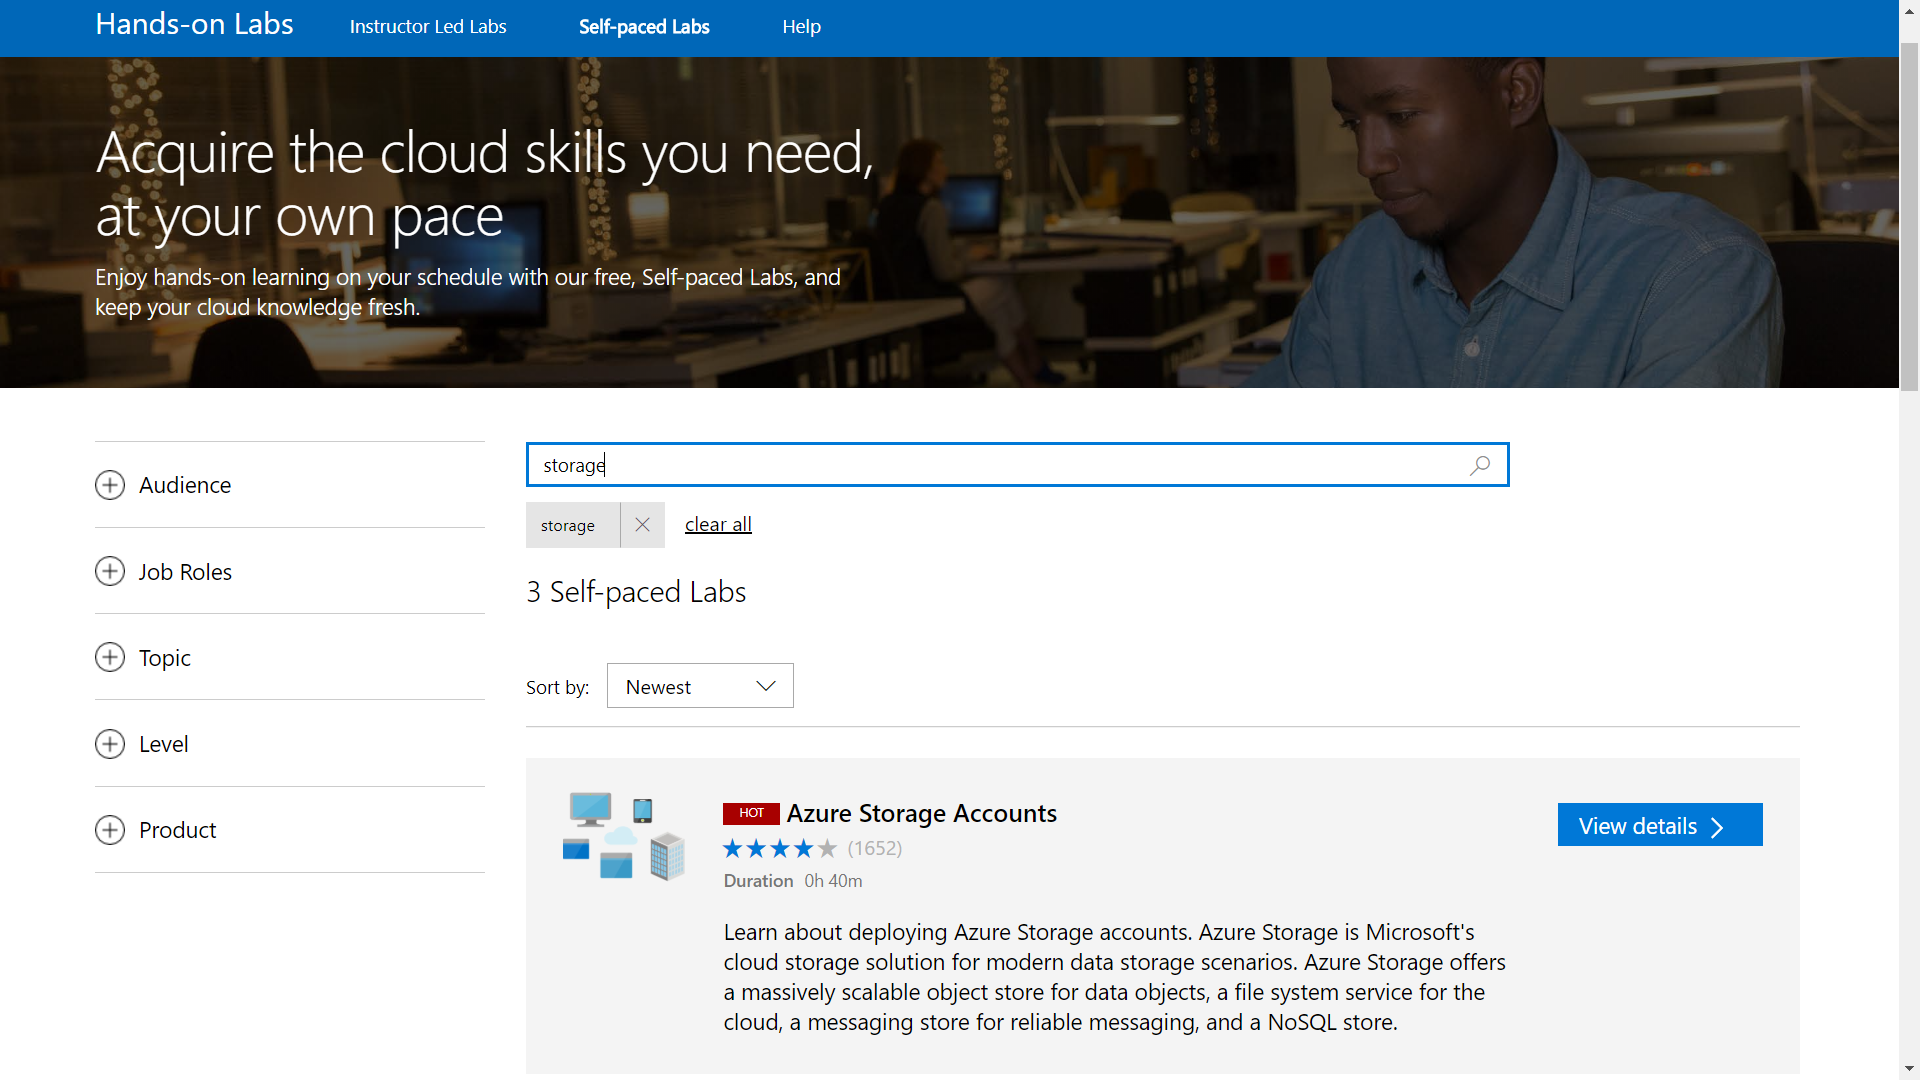 Hands-on Labs
Instructor Led Labs
Self-paced Labs
Help
Acquire the cloud skills you need,
at your own pace
Enjoy hands-on learning on your schedule with our free, Self-paced Labs, and
keep your cloud knowledge fresh.
Audience
Job Roles
Topic
Level
Product
storage
storage
clear all
3 Self-paced Labs
Sort by:
Newest
HOT Azure Storage Accounts
(1652)
Duration 0h 40m
View details
Learn about deploying Azure Storage accounts. Azure Storage is Microsoft's
cloud storage solution for modern data storage scenarios. Azure Storage offers
a massively scalable object store for data objects, a file system service for the
cloud, a messaging store for reliable messaging, and a NoSQL store.